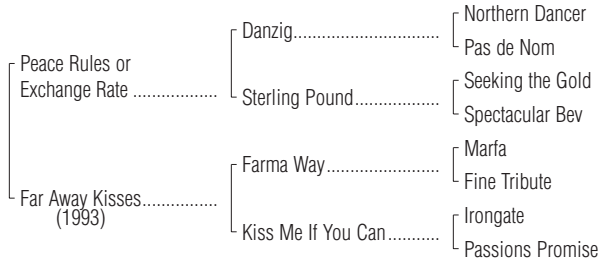 Northern Dancer
Danzig..................................
Pas de Nom
Peace Rules or
Exchange Rate .................
Seeking the Gold
Sterling Pound...................
Spectacular Bev
Marfa
Farma Way.........................
Fine Tribute
Far Away Kisses...............
(1993)
Irongate
Kiss Me If You Can...........
Passions Promise